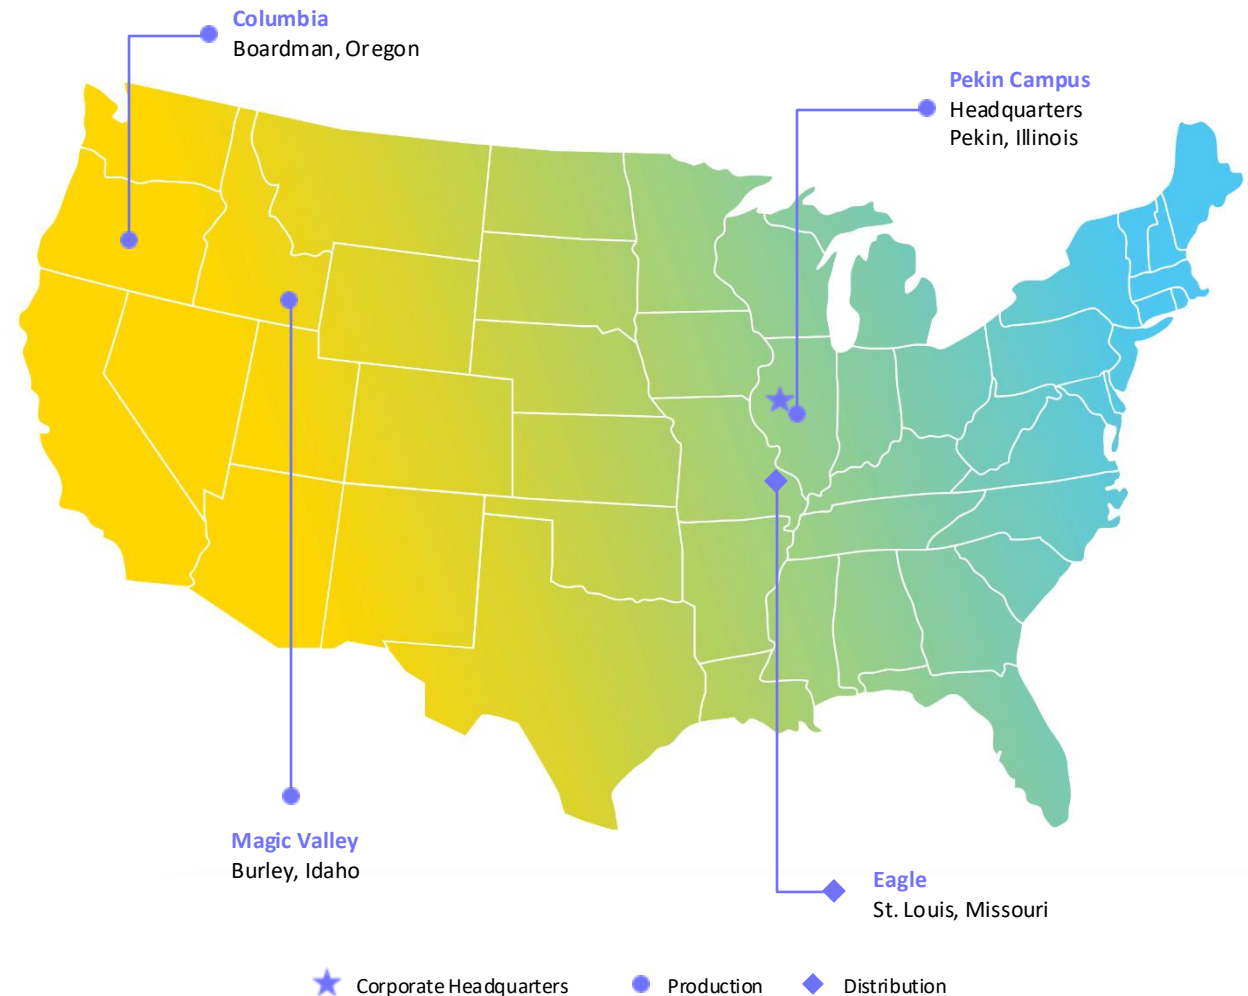 Columbia
Boardman, Oregon
Pekin Campus
Headquarters
Pekin, Illinois
Magic Valley
Burley, Idaho
Eagle
St. Louis, Missouri
Corporate Headquarters
Production
Distribution